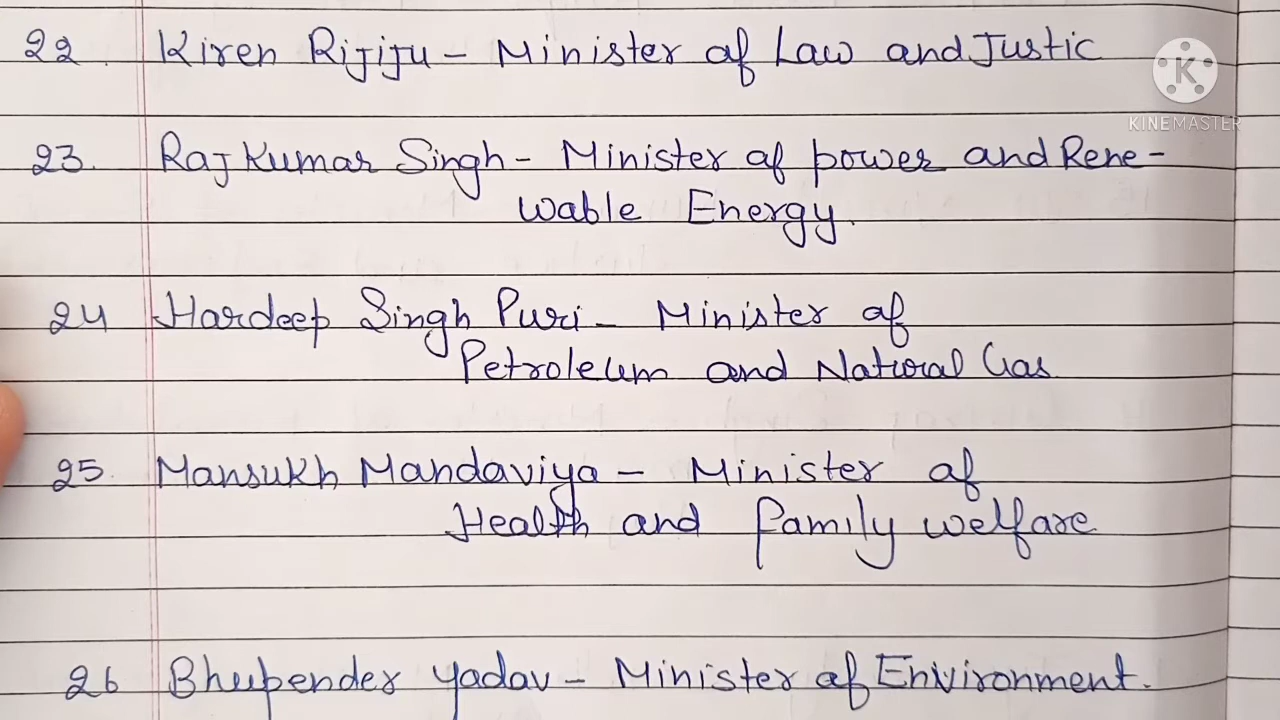 22. Kiren Rijiju - Minister of Law and Justic
KINEMASTER
23. Raj Kumar Singh - Minister of power and Rene-
wable Energy.
24 Hardeep Singh Puri - Minister of
Petroleum and Natural Gas
25. Mansukh Mandaviya - Minister of
Health and family welfare
26 Bhupender yadav - Minister of Environment.